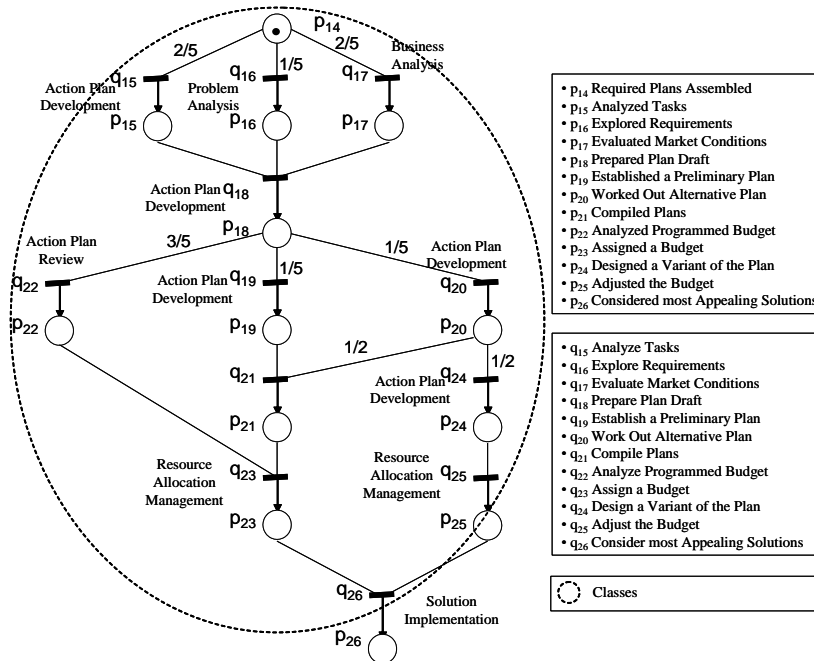 p14
2/5
1/5
2/5
Business
Analysis
q15
q16
q17
Action Plan
Development
Problem
Analysis
p15
p16
p17
Action Plan
Development
q18
p18
3/5
1/5
1/5
Action Plan
Review
Action Plan
Development
Action Plan
Development
q22
q19
q20
p22
p19
p20
1/2
1/2
q21
Action Plan
Development
q24
p21
p24
Resource
Allocation
Management
q23
Resource
Allocation
Management
q25
p23
p25
q26
Solution
Implementation
p26
• p14 Required Plans Assembled
• p15 Analyzed Tasks
• p16 Explored Requirements
• p17 Evaluated Market Conditions
• p18 Prepared Plan Draft
• p19 Established a Preliminary Plan
• p20 Worked Out Alternative Plan
• p21 Compiled Plans
• p22 Analyzed Programmed Budget
• p23 Assigned a Budget
• p24 Designed a Variant of the Plan
• p25 Adjusted the Budget
• p26 Considered most Appealing Solutions
• q15 Analyze Tasks
• q16 Explore Requirements
• q17 Evaluate Market Conditions
• q18 Prepare Plan Draft
• q19 Establish a Preliminary Plan
• q20 Work Out Alternative Plan
• q21 Compile Plans
• q22 Analyze Programmed Budget
• q23 Assign a Budget
• q24 Design a Variant of the Plan
• q25 Adjust the Budget
• q26 Consider most Appealing Solutions
Classes